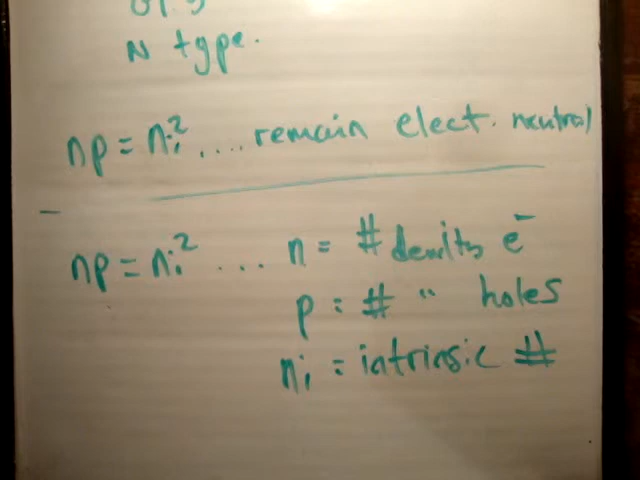 N type.
np = nᵢ² .... remain elect. neutral
np = nᵢ² ... n = # density e⁻
p = # " holes
nᵢ = intrinsic #